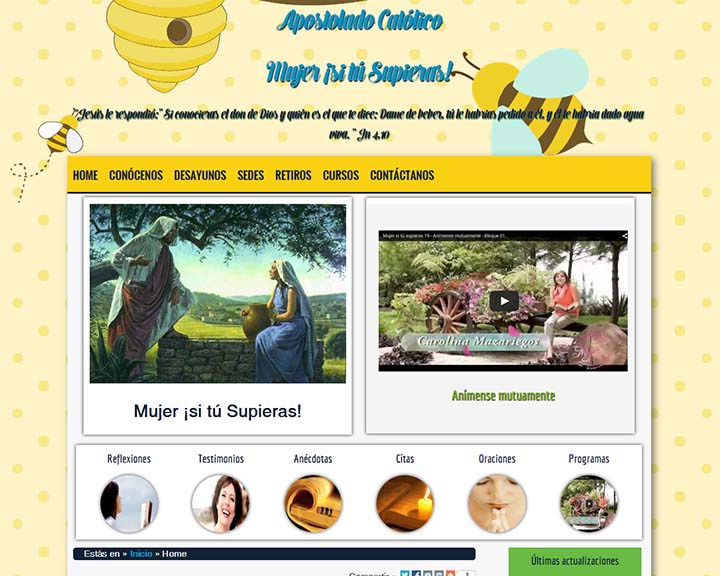 Apostolado Católico
Mujer ¡si tú Supieras!
"Jesús le respondió:" Si conocieras el don de Dios y quién es el que te dice: Dame de beber, tú le habrías pedido a él, y él te habría dado agua
viva. " Jn 4,10
HOME CONÓCENOS DESAYUNOS SEDES RETIROS CURSOS CONTÁCTANOS
Mujer si tú supieras 19 - Anímense mutuamente - Bloque 01...
Carolina Mazariegos
Mujer ¡si tú Supieras!
Anímense mutuamente
Reflexiones Testimonios Anécdotas Citas Oraciones Programas
Estás en » Inicio » Home
Últimas actualizaciones
Compartir »
2